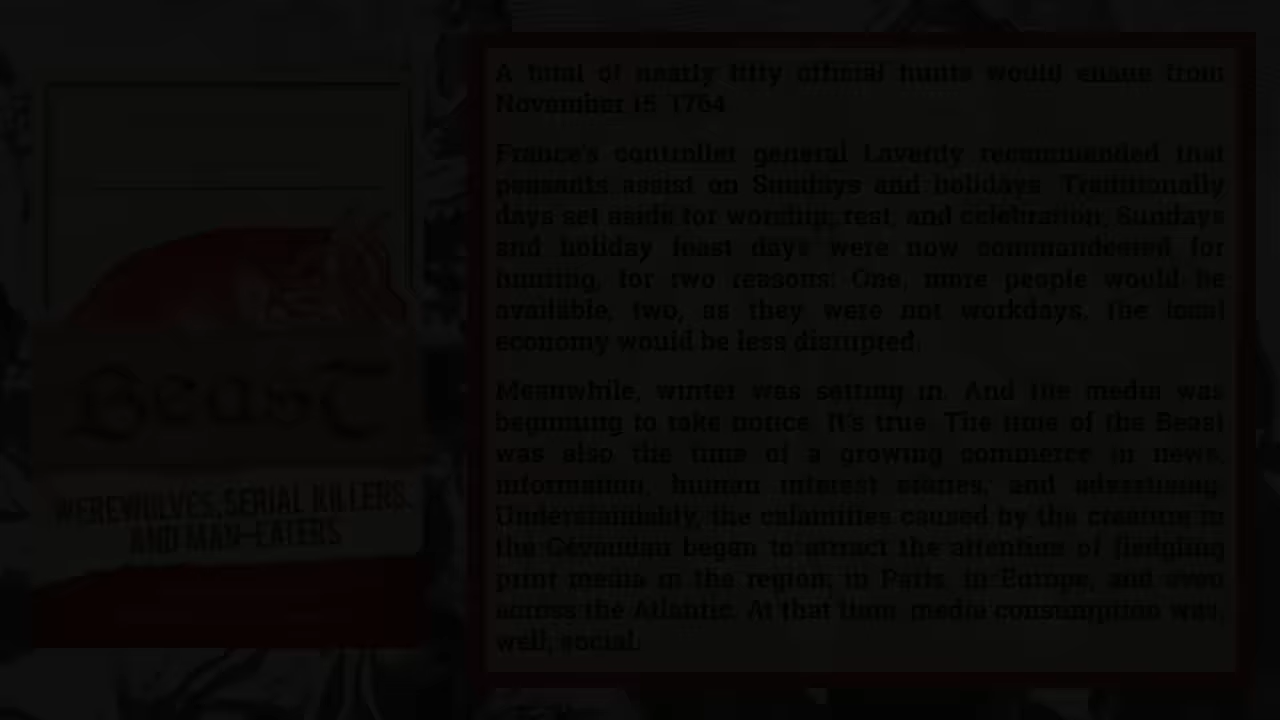 Beast
WEREWOLVES, SERIAL KILLERS,
AND MAN-EATERS
A total of nearly fifty official hunts would ensue from
November 15, 1764.
France's controller general Laverdy recommended that
peasants assist on Sundays and holidays. Traditionally
days set aside for worship, rest, and celebration, Sundays
and holiday feast days were now commandeered for
hunting, for two reasons: One, more people would be
available, two, as they were not workdays, the local
economy would be less disrupted.
Meanwhile, winter was setting in. And the media was
beginning to take notice. It's true. The time of the Beast
was also the time of a growing commerce in news,
information, human interest stories, and advertising.
Understandably, the calamities caused by the creature in
the Gévaudan began to attract the attention of fledgling
print media in the region, in Paris, in Europe, and even
across the Atlantic. At that time, media consumption was,
well, social.